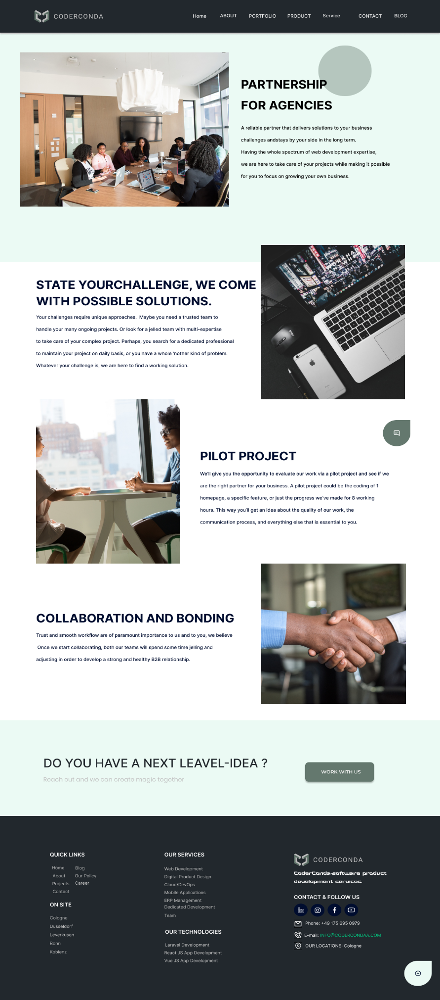 CODERCONDA
Home ABOUT PORTFOLIO PRODUCT Service CONTACT BLOG
PARTNERSHIP
FOR AGENCIES
A reliable partner that delivers solutions to your business
challenges andstays by your side in the long term.
Having the whole spectrum of web development expertise,
we are here to take care of your projects while making it possible
for you to focus on growing your own business.
STATE YOURCHALLENGE, WE COME
WITH POSSIBLE SOLUTIONS.
Your challenges require unique approaches. Maybe you need a trusted team to
handle your many ongoing projects. Or look for a jelled team with multi-expertise
to take care of your complex project. Perhaps, you search for a dedicated professional
to maintain your project on daily basis, or you have a whole ‘nother kind of problem.
Whatever your challenge is, we are here to find a working solution.
PILOT PROJECT
We’ll give you the opportunity to evaluate our work via a pilot project and see if we
are the right partner for your business. A pilot project could be the coding of 1
homepage, a specific feature, or just the progress we’ve made for 8 working
hours. This way you’ll get an idea about the quality of our work, the
communication process, and everything else that is essential to you.
COLLABORATION AND BONDING
Trust and smooth workflow are of paramount importance to us and to you, we believe
Once we start collaborating, both our teams will spend some time jelling and
adjusting in order to develop a strong and healthy B2B relationship.
DO YOU HAVE A NEXT LEAVEL-IDEA ?
Reach out and we can create magic together
WORK WITH US
QUICK LINKS
Home Blog
About Our Policy
Projects Career
Contact
ON SITE
Cologne
Dusseldorf
Leverkusen
Bonn
Koblenz
OUR SERVICES
Web Development
Digital Product Design
Cloud/DevOps
Mobile Applications
ERP Management
Dedicated Development
Team
OUR TECHNOLOGIES
Laravel Development
React JS App Development
Vue JS App Development
CODERCONDA
CoderConda-software product
development services.
CONTACT & FOLLOW US
Phone: +49 175 695 0979
E-mail: INFO@CODERCONDAA.COM
OUR LOCATIONS: Cologne